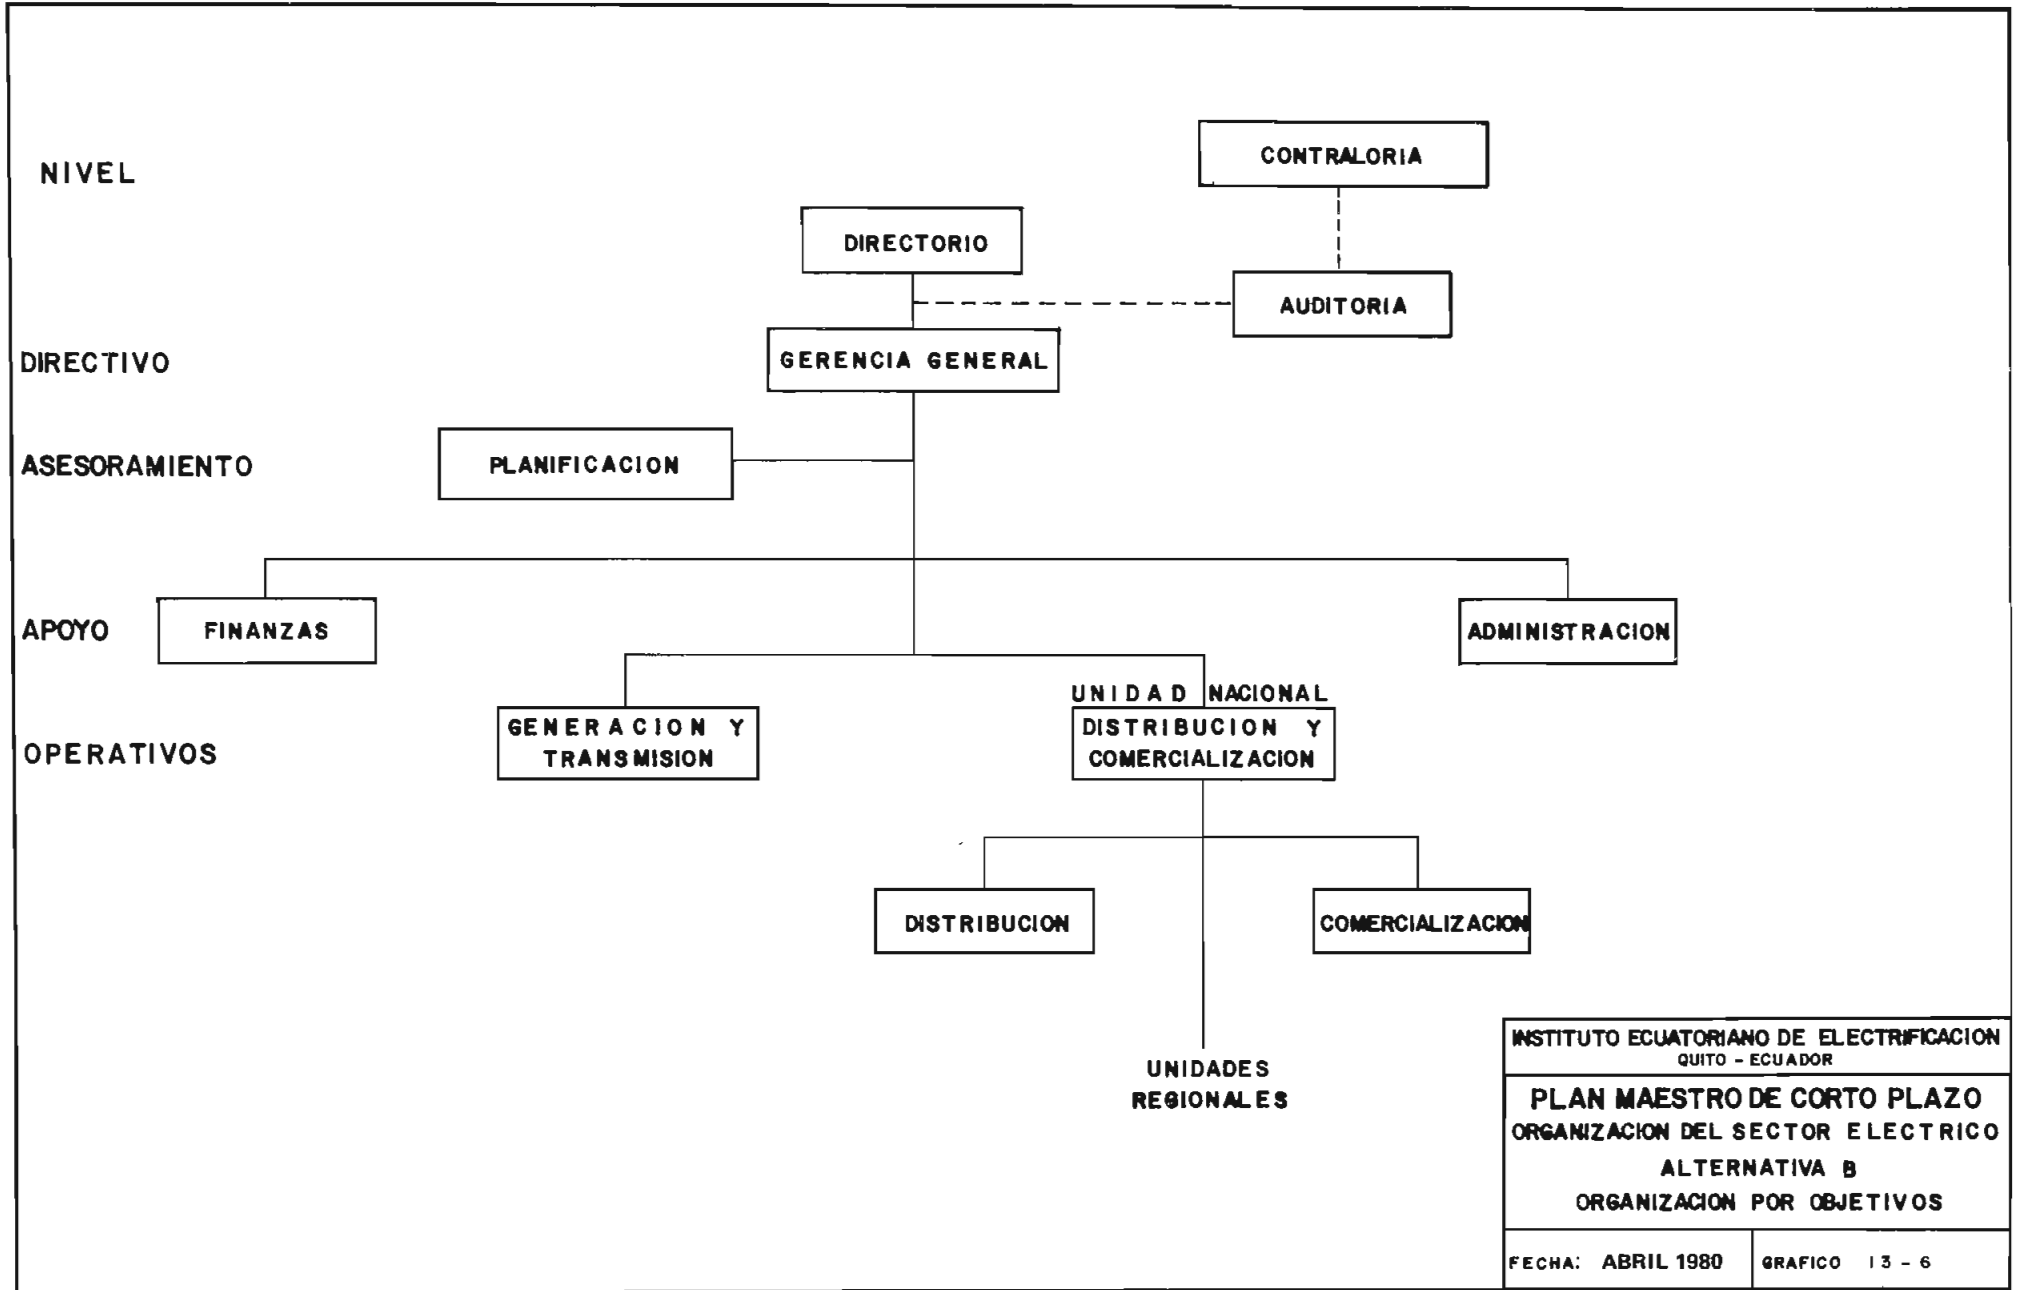 NIVEL
CONTRALORIA
DIRECTORIO
AUDITORIA
DIRECTIVO
GERENCIA GENERAL
ASESORAMIENTO
PLANIFICACION
APOYO
FINANZAS
ADMINISTRACION
UNIDAD NACIONAL
OPERATIVOS
GENERACION Y
TRANSMISION
DISTRIBUCION Y
COMERCIALIZACION
DISTRIBUCION
COMERCIALIZACION
UNIDADES
REGIONALES
INSTITUTO ECUATORIANO DE ELECTRIFICACION
QUITO - ECUADOR
PLAN MAESTRO DE CORTO PLAZO
ORGANIZACION DEL SECTOR ELECTRICO
ALTERNATIVA B
ORGANIZACION POR OBJETIVOS
FECHA: ABRIL 1980
GRAFICO 13 - 6